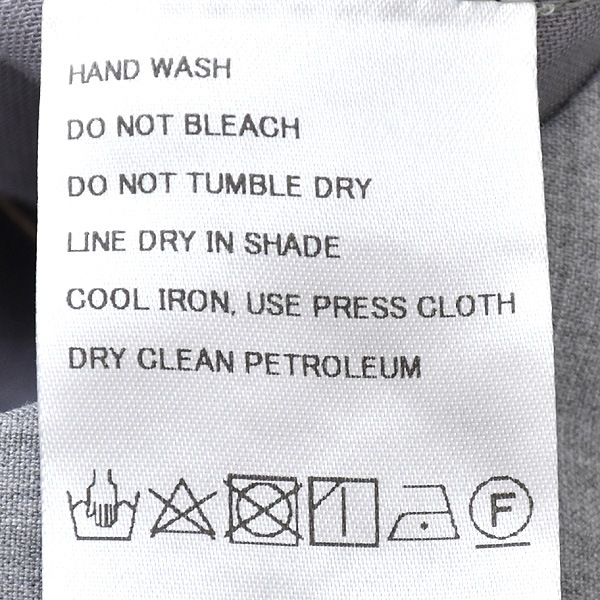 HAND WASH
DO NOT BLEACH
DO NOT TUMBLE DRY
LINE DRY IN SHADE
COOL IRON, USE PRESS CLOTH
DRY CLEAN PETROLEUM
F